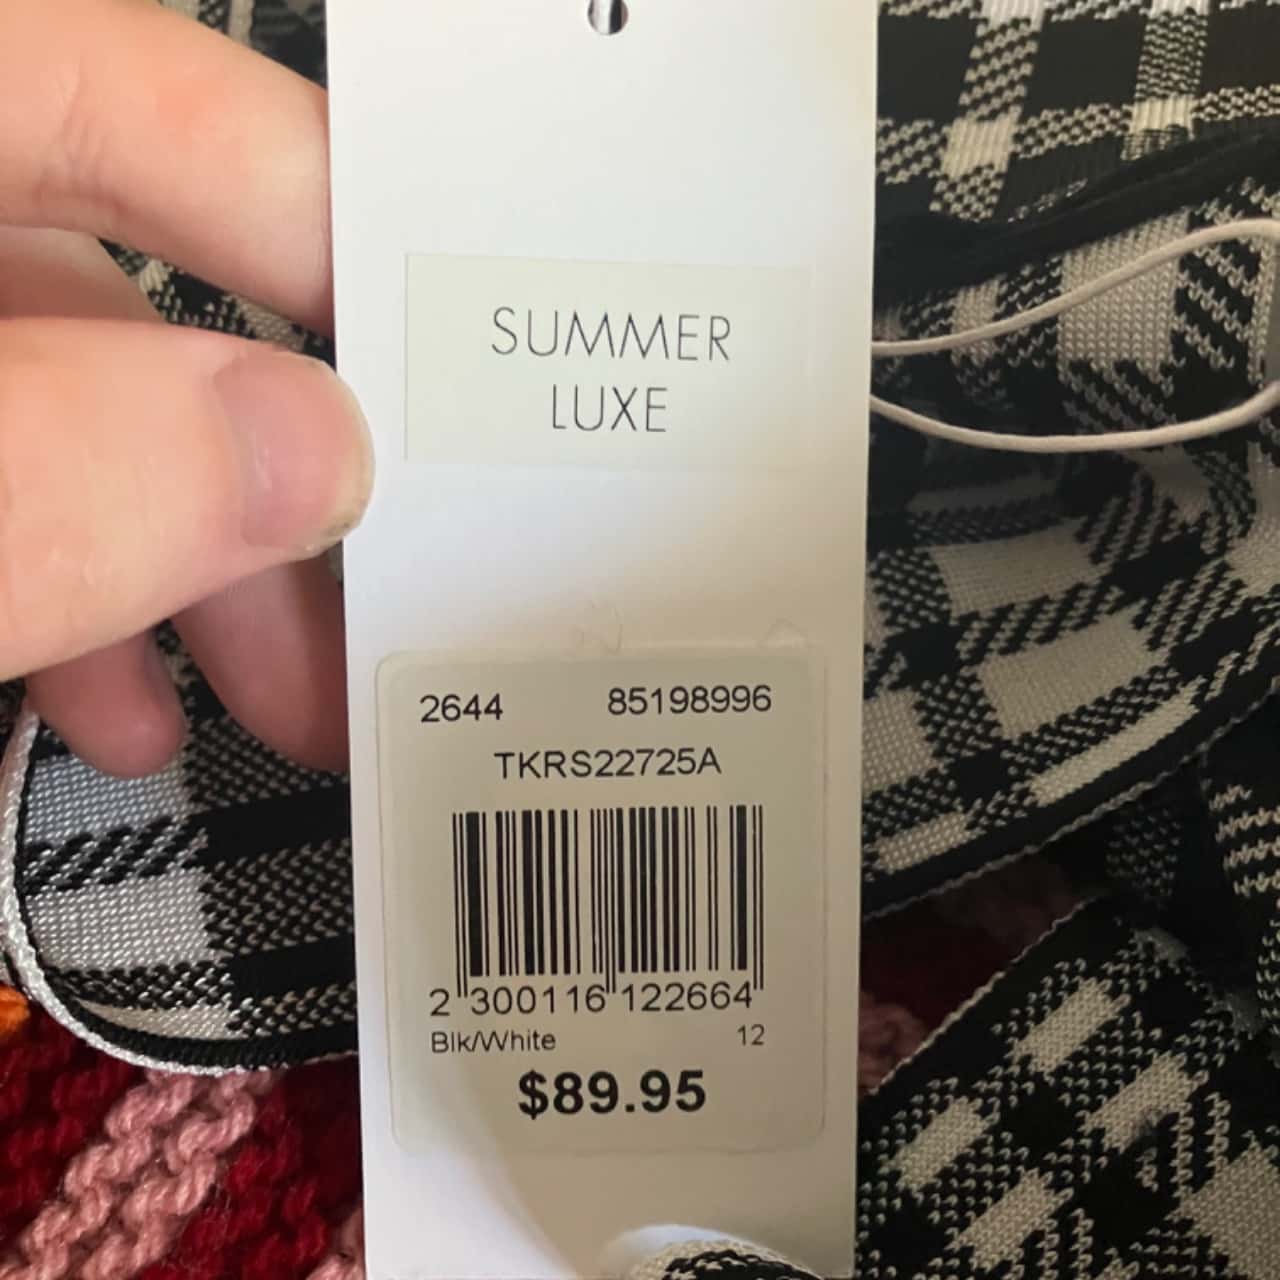 SUMMER
LUXE
2644 85198996
TKRS22725A
2 300116 122664
Blk/White 12
$89.95